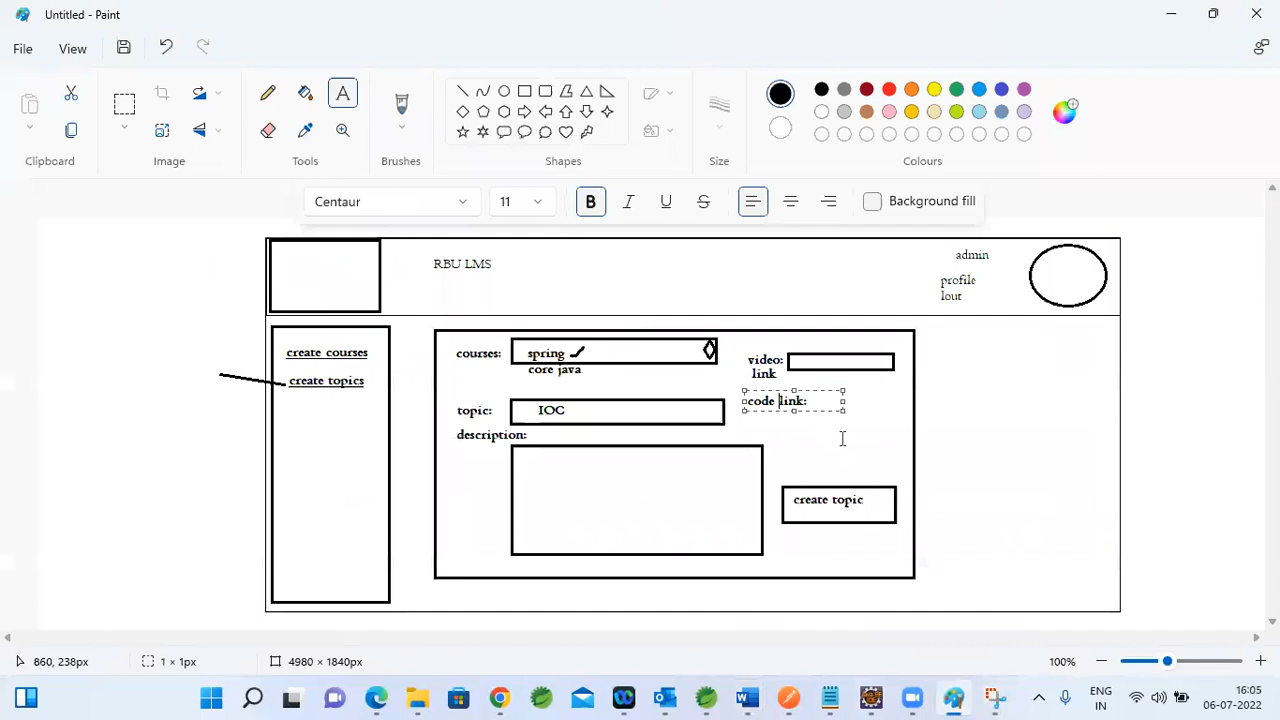 Untitled - Paint
File
View
Clipboard
Image
Tools
Brushes
Shapes
Size
Colours
Centaur
11
B
I
U
S
Background fill
RBU LMS
admin
profile
lout
create courses
create topics
courses:
spring
core java
video:
link
code link:
topic:
IOC
description:
create topic
860, 238px
1 × 1px
4980 × 1840px
100%
ENG
IN
16:05
06-07-2022